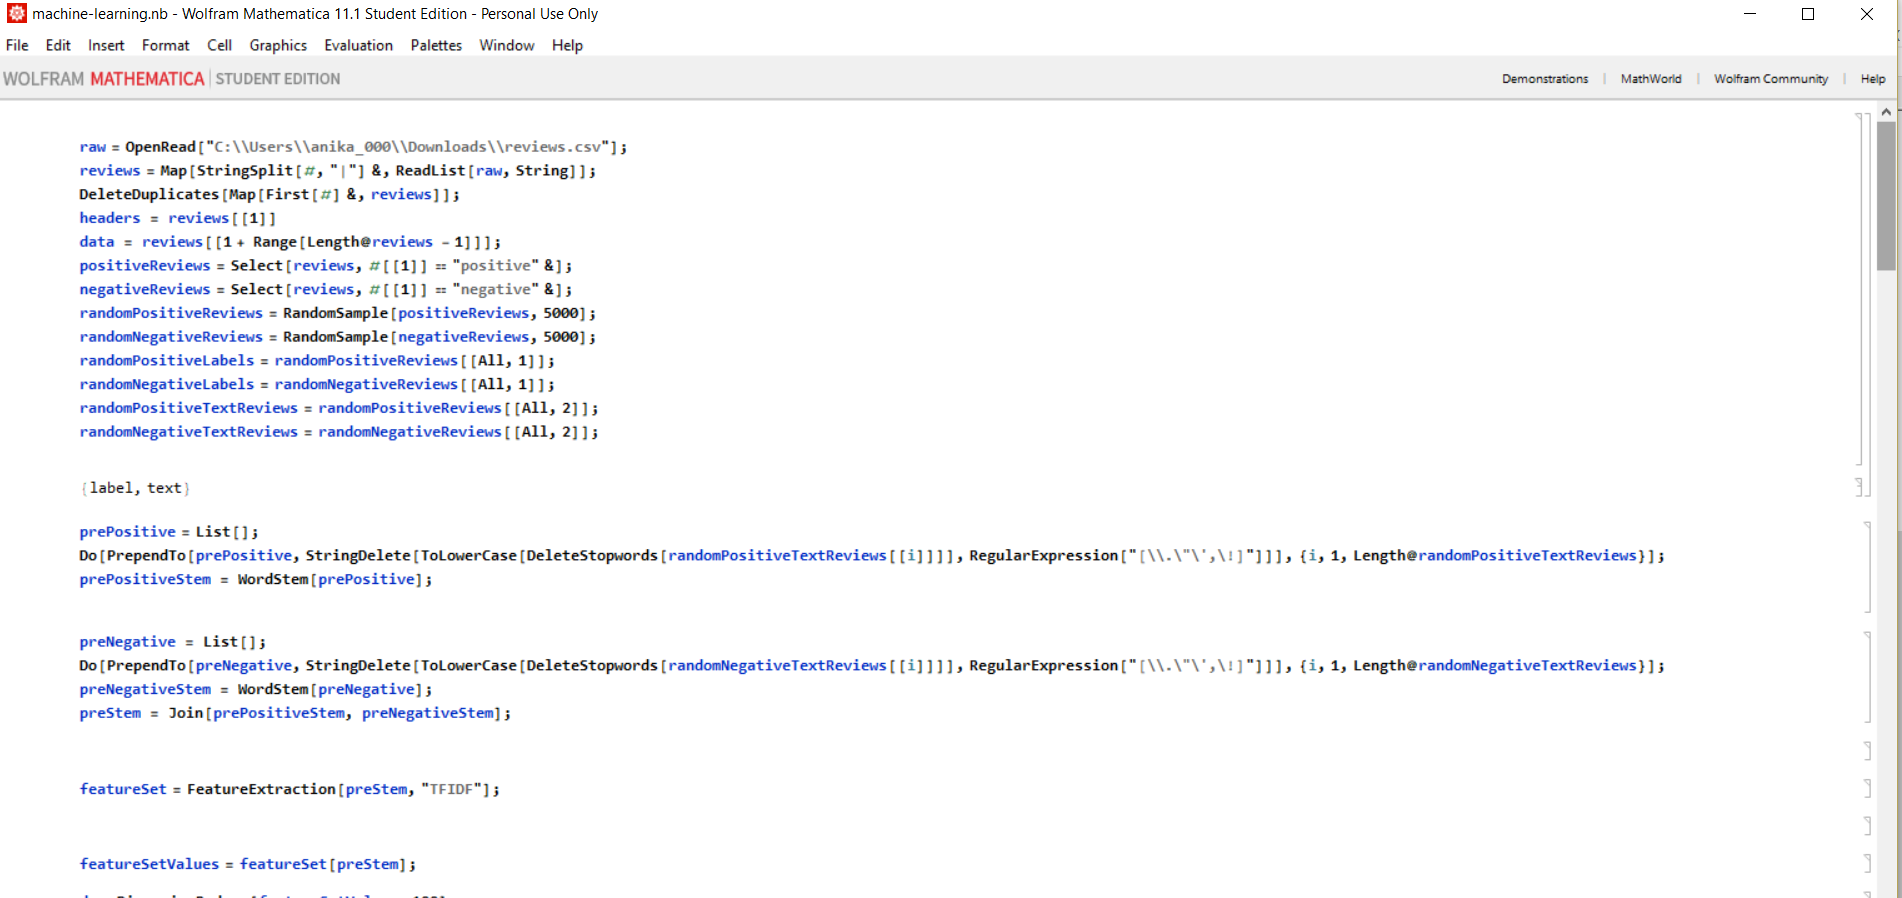 machine-learning.nb - Wolfram Mathematica 11.1 Student Edition - Personal Use Only
File Edit Insert Format Cell Graphics Evaluation Palettes Window Help
WOLFRAM MATHEMATICA | STUDENT EDITION Demonstrations | MathWorld | Wolfram Community | Help
raw = OpenRead["C:\\Users\\anika_000\\Downloads\\reviews.csv"];
reviews = Map[StringSplit[#, "|"] &, ReadList[raw, String]];
DeleteDuplicates[Map[First[#] &, reviews]];
headers = reviews[[1]]
data = reviews[[1 + Range[Length@reviews - 1]]];
positiveReviews = Select[reviews, #[[1]] == "positive" &];
negativeReviews = Select[reviews, #[[1]] == "negative" &];
randomPositiveReviews = RandomSample[positiveReviews, 5000];
randomNegativeReviews = RandomSample[negativeReviews, 5000];
randomPositiveLabels = randomPositiveReviews[[All, 1]];
randomNegativeLabels = randomNegativeReviews[[All, 1]];
randomPositiveTextReviews = randomPositiveReviews[[All, 2]];
randomNegativeTextReviews = randomNegativeReviews[[All, 2]];
{label, text}
prePositive = List[];
Do[PrependTo[prePositive, StringDelete[ToLowerCase[DeleteStopwords[randomPositiveTextReviews[[i]]]], RegularExpression["[\\.\"\',\!]"]]], {i, 1, Length@randomPositiveTextReviews}];
prePositiveStem = WordStem[prePositive];
preNegative = List[];
Do[PrependTo[preNegative, StringDelete[ToLowerCase[DeleteStopwords[randomNegativeTextReviews[[i]]]], RegularExpression["[\\.\"\',\!]"]]], {i, 1, Length@randomNegativeTextReviews}];
preNegativeStem = WordStem[preNegative];
preStem = Join[prePositiveStem, preNegativeStem];
featureSet = FeatureExtraction[preStem, "TFIDF"];
featureSetValues = featureSet[preStem];